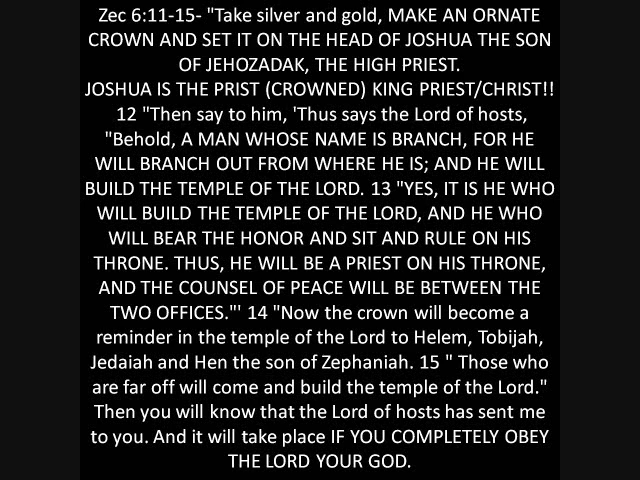 Zec 6:11-15- "Take silver and gold, MAKE AN ORNATE
CROWN AND SET IT ON THE HEAD OF JOSHUA THE SON
OF JEHOZADAK, THE HIGH PRIEST.
JOSHUA IS THE PRIST (CROWNED) KING PRIEST/CHRIST!!
12 "Then say to him, 'Thus says the Lord of hosts,
"Behold, A MAN WHOSE NAME IS BRANCH, FOR HE
WILL BRANCH OUT FROM WHERE HE IS; AND HE WILL
BUILD THE TEMPLE OF THE LORD. 13 "YES, IT IS HE WHO
WILL BUILD THE TEMPLE OF THE LORD, AND HE WHO
WILL BEAR THE HONOR AND SIT AND RULE ON HIS
THRONE. THUS, HE WILL BE A PRIEST ON HIS THRONE,
AND THE COUNSEL OF PEACE WILL BE BETWEEN THE
TWO OFFICES."' 14 "Now the crown will become a
reminder in the temple of the Lord to Helem, Tobijah,
Jedaiah and Hen the son of Zephaniah. 15 " Those who
are far off will come and build the temple of the Lord."
Then you will know that the Lord of hosts has sent me
to you. And it will take place IF YOU COMPLETELY OBEY
THE LORD YOUR GOD.